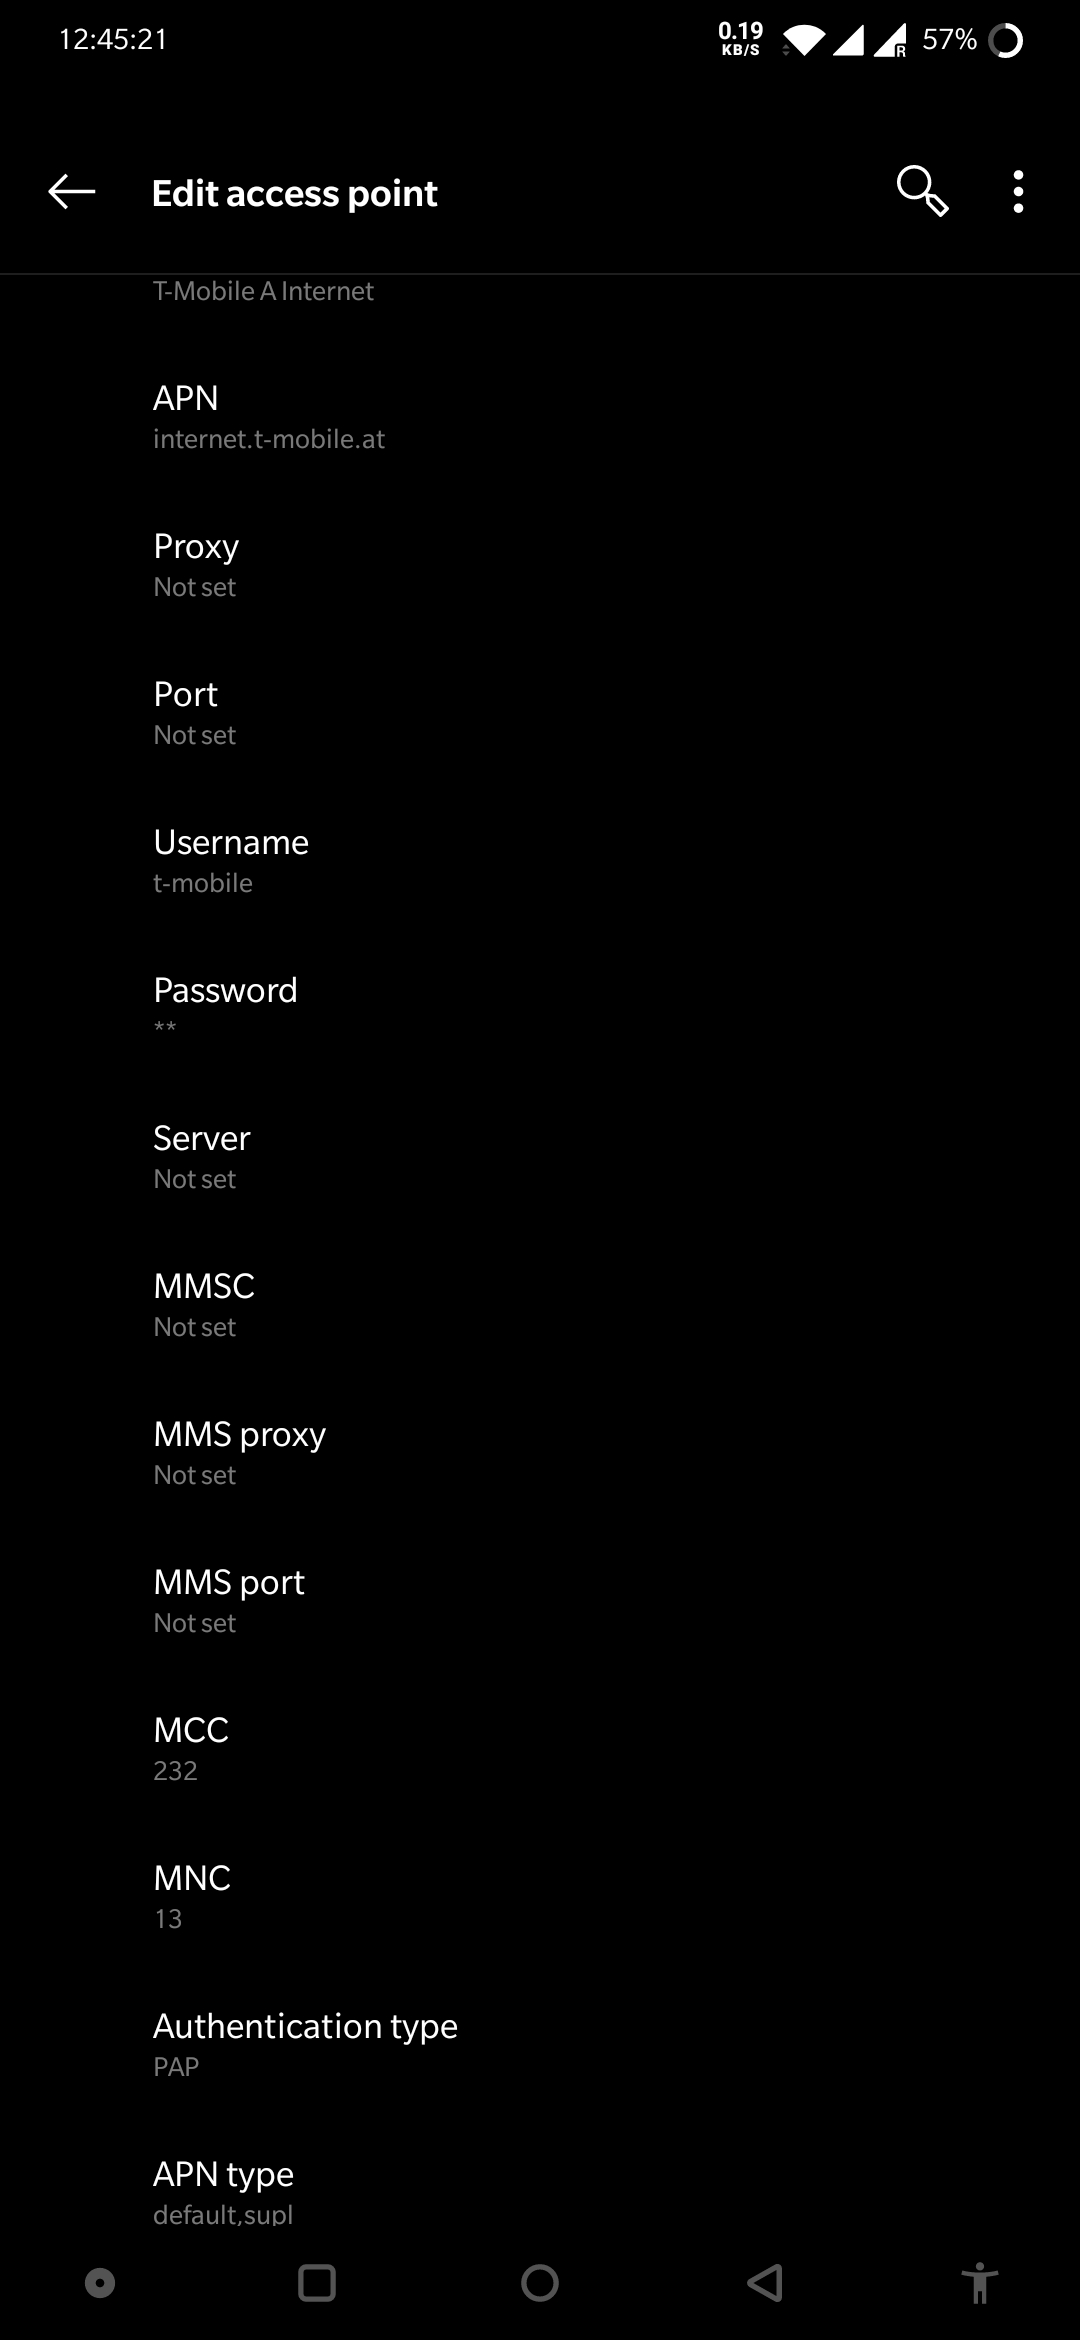 12:45:21
0.19
KB/S
R
57%
Edit access point
T-Mobile A Internet
APN
internet.t-mobile.at
Proxy
Not set
Port
Not set
Username
t-mobile
Password
**
Server
Not set
MMSC
Not set
MMS proxy
Not set
MMS port
Not set
MCC
232
MNC
13
Authentication type
PAP
APN type
default,supl